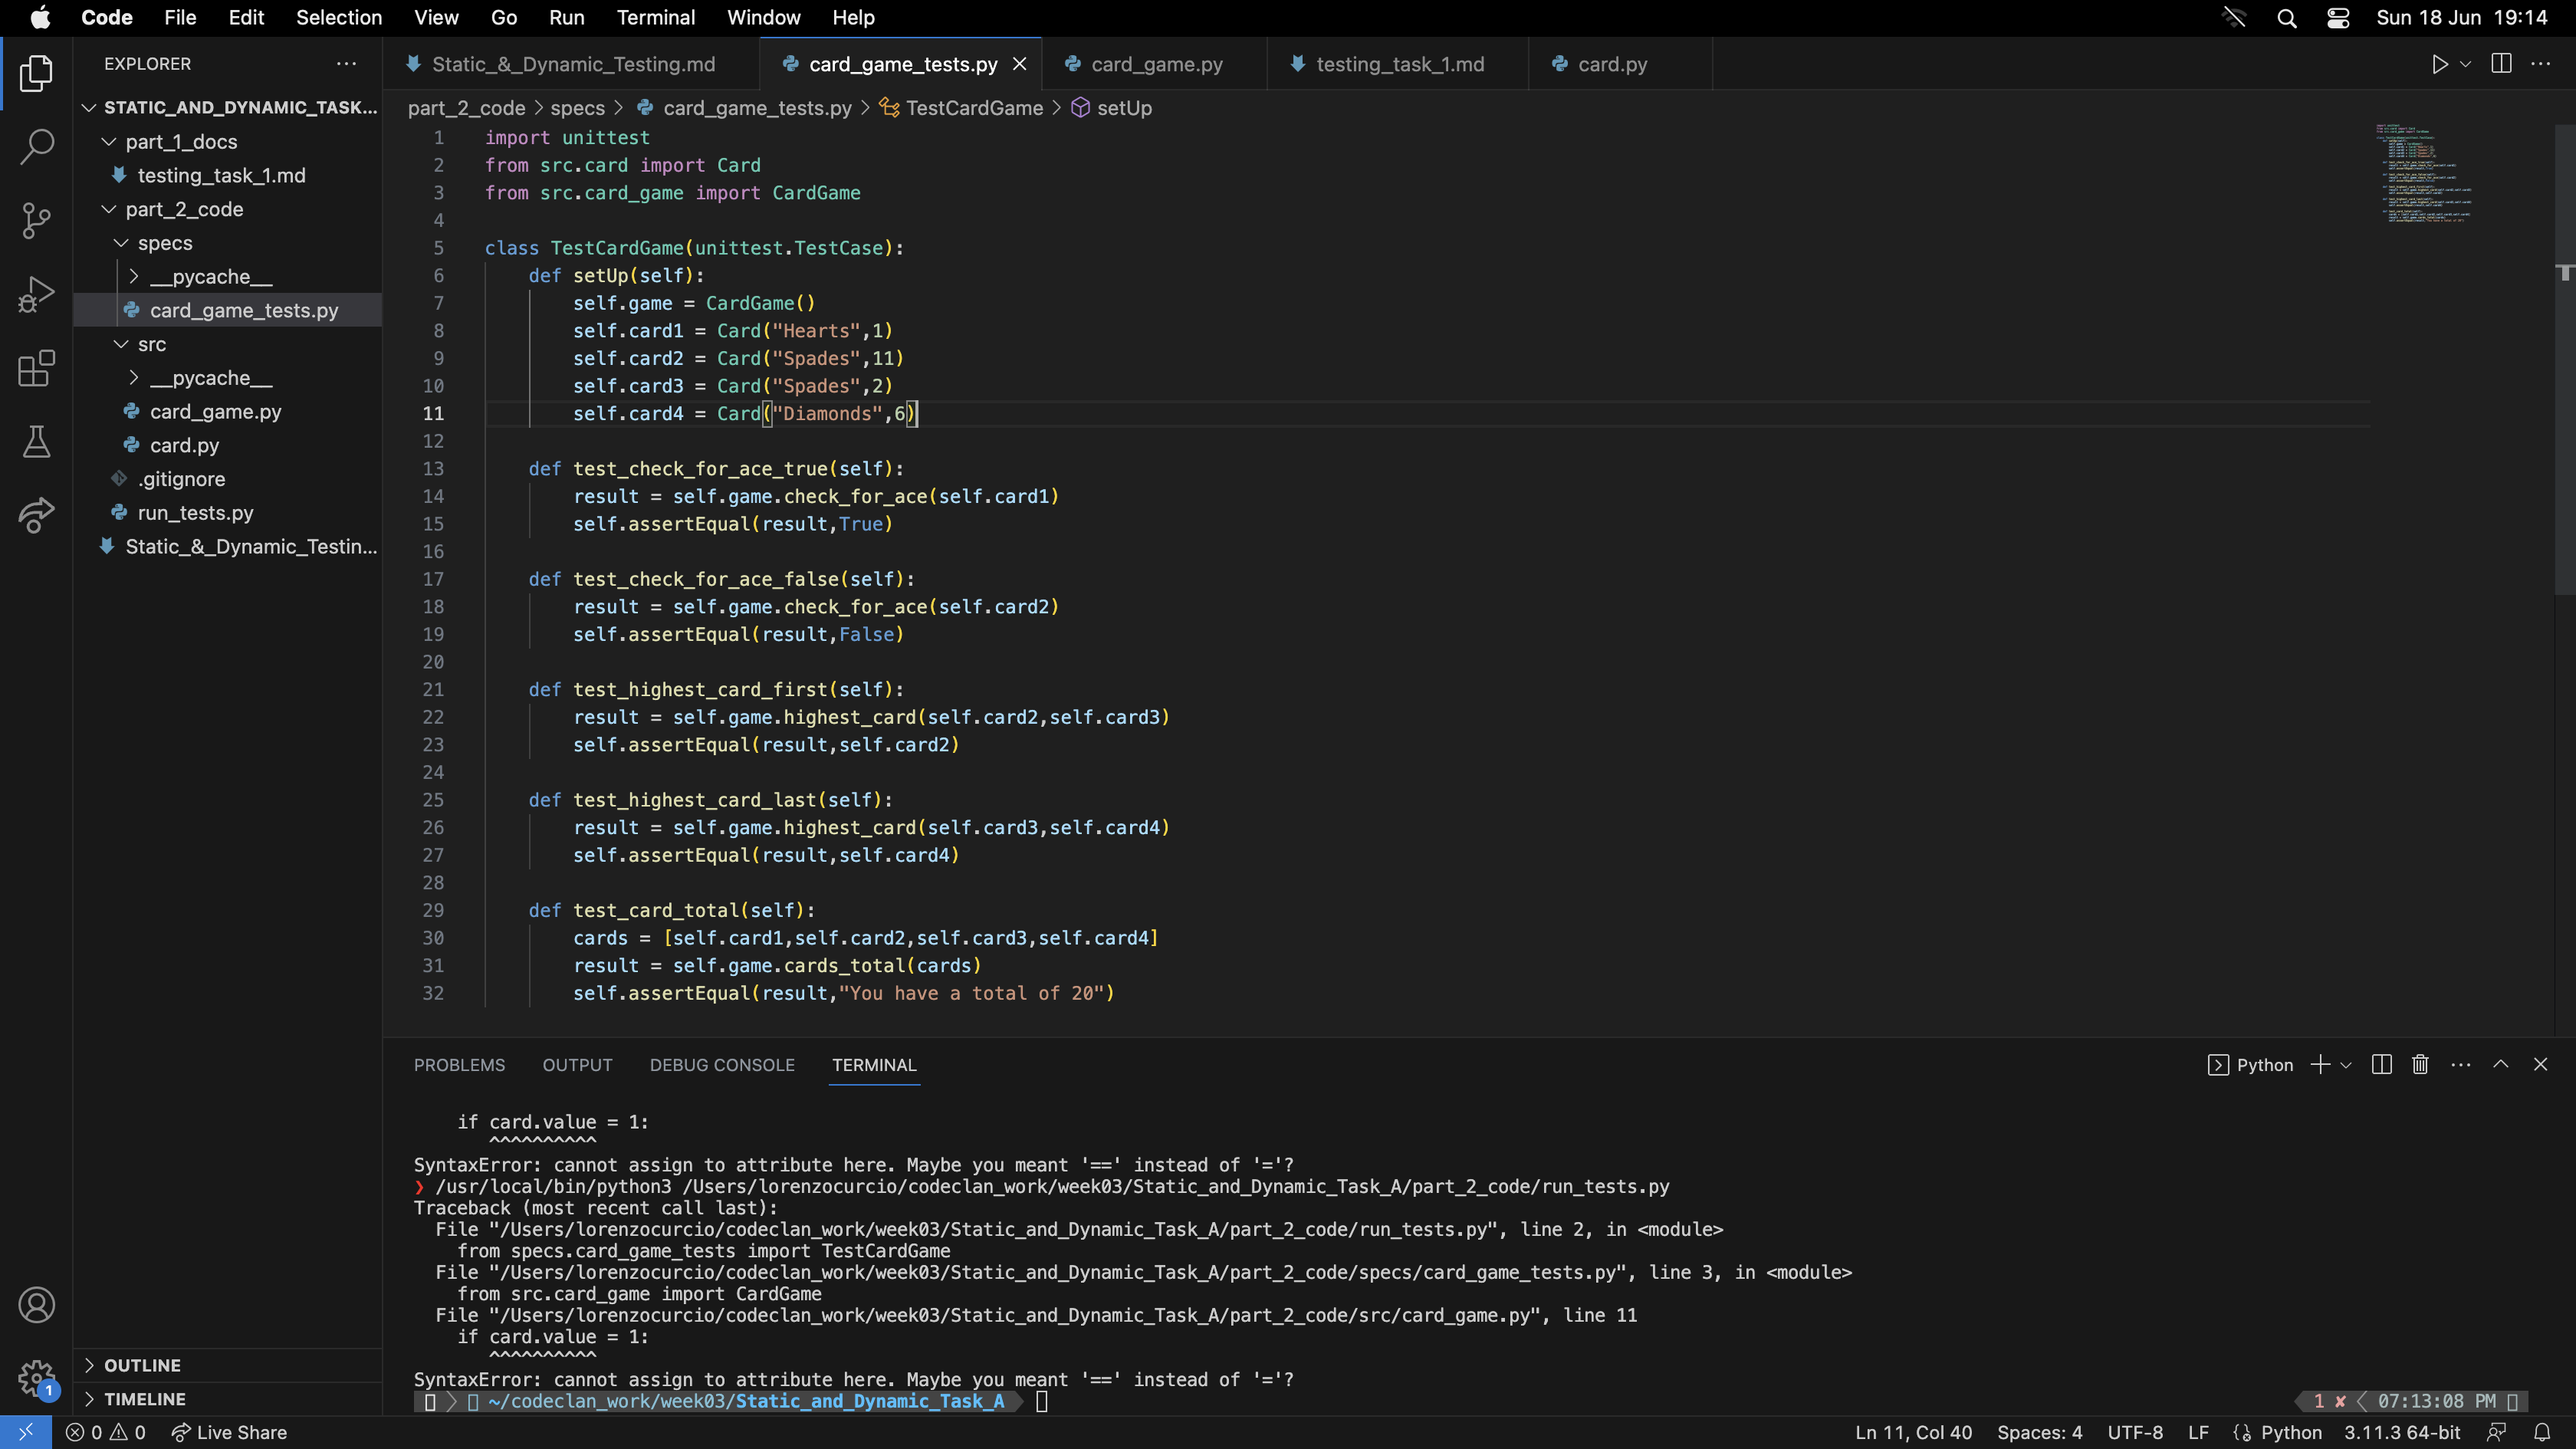 Code File Edit Selection View Go Run Terminal Window Help Sun 18 Jun 19:14
EXPLORER ...
STATIC_AND_DYNAMIC_TASK...
part_1_docs
testing_task_1.md
part_2_code
specs
__pycache__
card_game_tests.py
src
__pycache__
card_game.py
card.py
.gitignore
run_tests.py
Static_&_Dynamic_Testin...
OUTLINE
TIMELINE
1
Static_&_Dynamic_Testing.md card_game_tests.py card_game.py testing_task_1.md card.py
part_2_code > specs > card_game_tests.py > TestCardGame > setUp
1 import unittest
2 from src.card import Card
3 from src.card_game import CardGame
4
5 class TestCardGame(unittest.TestCase):
6 def setUp(self):
7 self.game = CardGame()
8 self.card1 = Card("Hearts",1)
9 self.card2 = Card("Spades",11)
10 self.card3 = Card("Spades",2)
11 self.card4 = Card("Diamonds",6)
12
13 def test_check_for_ace_true(self):
14 result = self.game.check_for_ace(self.card1)
15 self.assertEqual(result,True)
16
17 def test_check_for_ace_false(self):
18 result = self.game.check_for_ace(self.card2)
19 self.assertEqual(result,False)
20
21 def test_highest_card_first(self):
22 result = self.game.highest_card(self.card2,self.card3)
23 self.assertEqual(result,self.card2)
24
25 def test_highest_card_last(self):
26 result = self.game.highest_card(self.card3,self.card4)
27 self.assertEqual(result,self.card4)
28
29 def test_card_total(self):
30 cards = [self.card1,self.card2,self.card3,self.card4]
31 result = self.game.cards_total(cards)
32 self.assertEqual(result,"You have a total of 20")
PROBLEMS OUTPUT DEBUG CONSOLE TERMINAL Python
if card.value = 1:
^^^^^^^^^^
SyntaxError: cannot assign to attribute here. Maybe you meant '==' instead of '='?
❯ /usr/local/bin/python3 /Users/lorenzocurcio/codeclan_work/week03/Static_and_Dynamic_Task_A/part_2_code/run_tests.py
Traceback (most recent call last):
File "/Users/lorenzocurcio/codeclan_work/week03/Static_and_Dynamic_Task_A/part_2_code/run_tests.py", line 2, in <module>
from specs.card_game_tests import TestCardGame
File "/Users/lorenzocurcio/codeclan_work/week03/Static_and_Dynamic_Task_A/part_2_code/specs/card_game_tests.py", line 3, in <module>
from src.card_game import CardGame
File "/Users/lorenzocurcio/codeclan_work/week03/Static_and_Dynamic_Task_A/part_2_code/src/card_game.py", line 11
if card.value = 1:
^^^^^^^^^^
SyntaxError: cannot assign to attribute here. Maybe you meant '==' instead of '='?
~/codeclan_work/week03/Static_and_Dynamic_Task_A 1 ✘ 07:13:08 PM
0 0 Live Share Ln 11, Col 40 Spaces: 4 UTF-8 LF Python 3.11.3 64-bit